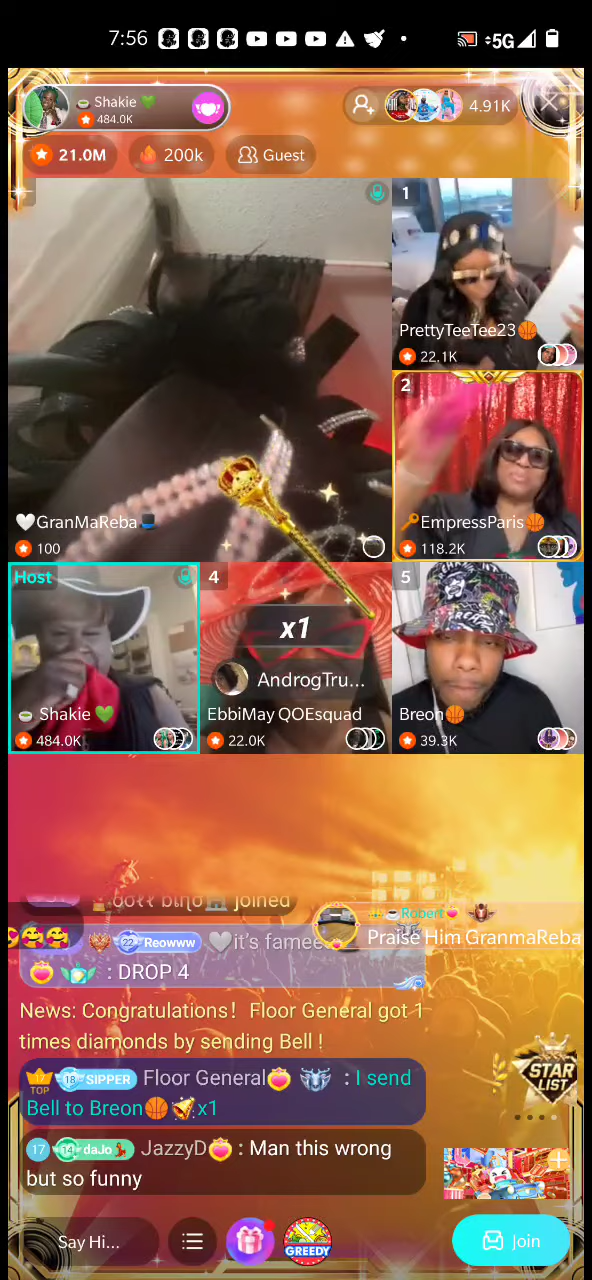 7:56
5G
Shakie
484.0K
4.91K
21.0M
200k
Guest
1
PrettyTeeTee23
22.1K
2
EmpressParis
118.2K
GranMaReba
100
Host
Shakie
484.0K
4
x1
AndrogTru...
EbbiMay QOEsquad
22.0K
5
Breon
39.3K
joined
Robert
Praise Him GranmaReba
22 Reowww it's famee
: DROP 4
News: Congratulations! Floor General got 1
times diamonds by sending Bell !
TOP 18 SIPPER Floor General : I send
Bell to Breon x1
17 14 daJo JazzyD : Man this wrong
but so funny
STAR
LIST
Say Hi...
GREEDY
Join